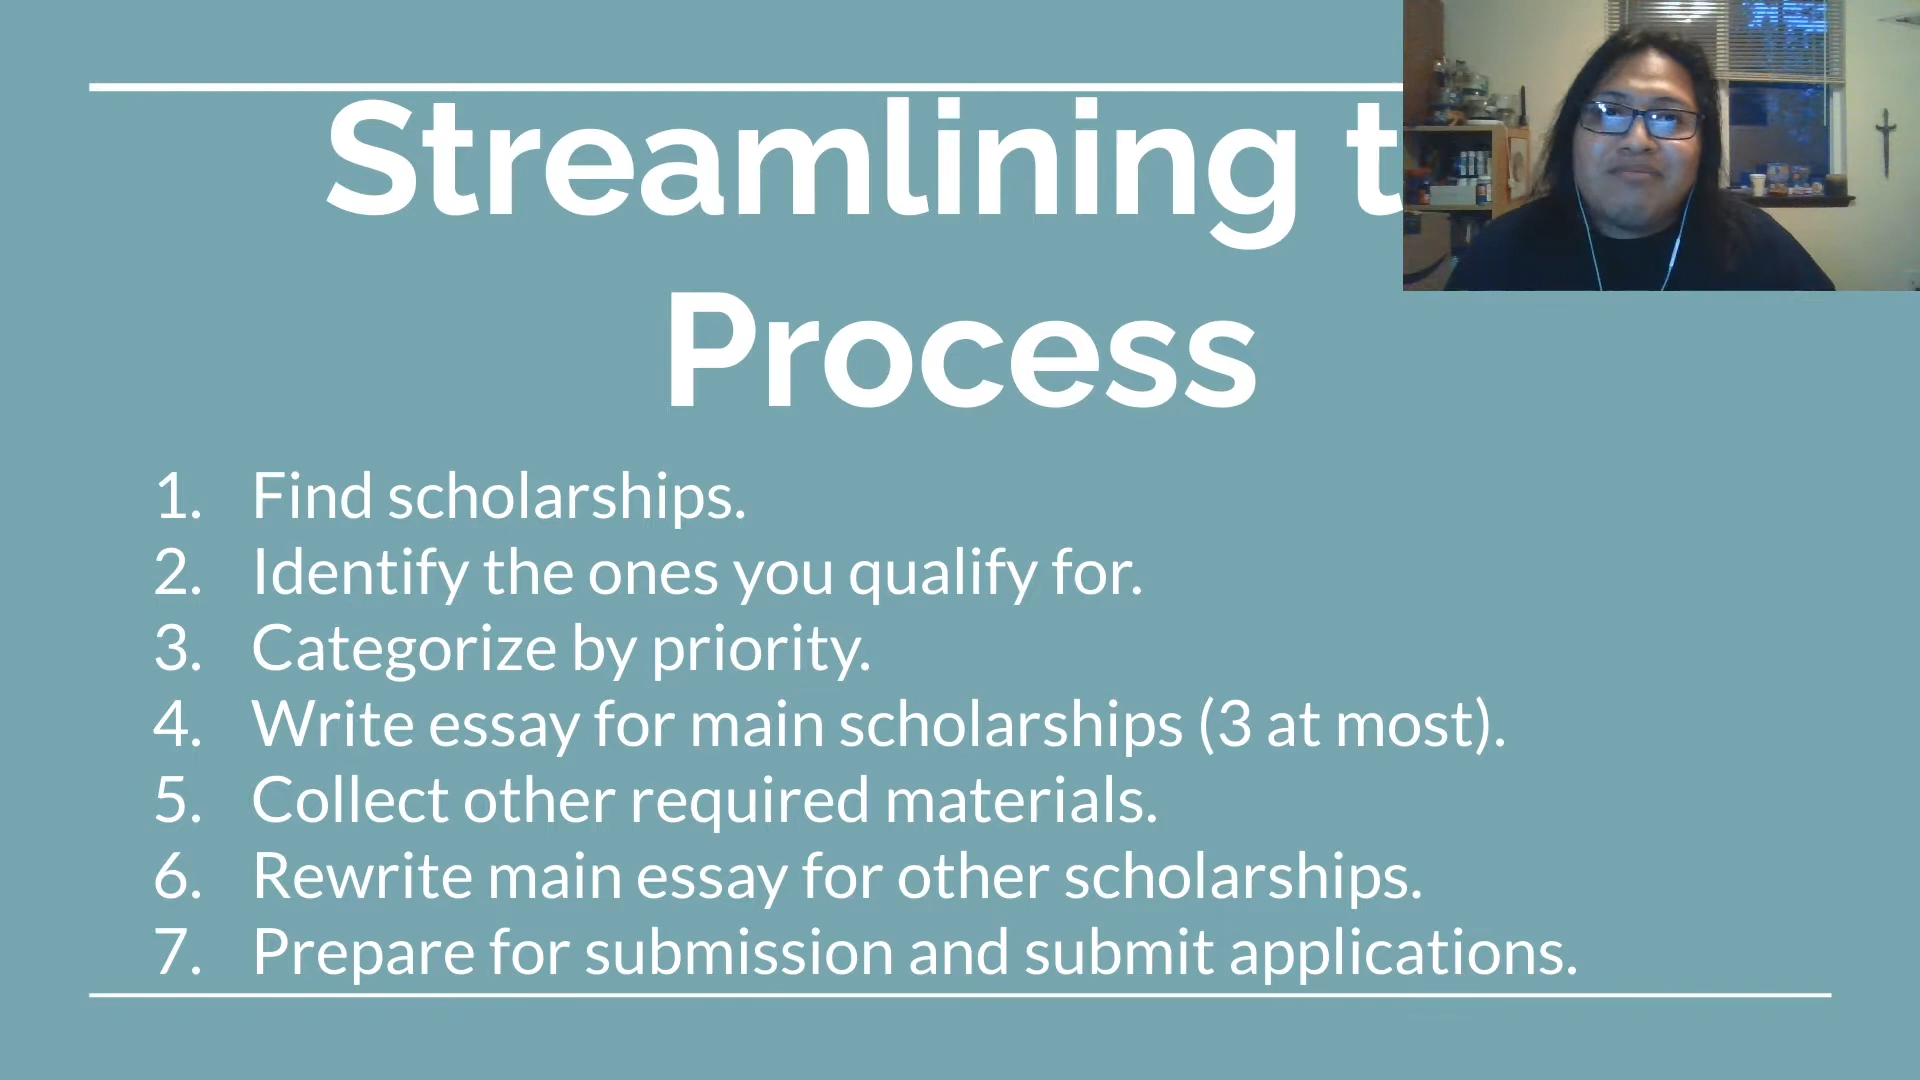 Streamlining
Process
1. Find scholarships.
2. Identify the ones you qualify for.
3. Categorize by priority.
4. Write essay for main scholarships (3 at most).
5. Collect other required materials.
6. Rewrite main essay for other scholarships.
7. Prepare for submission and submit applications.